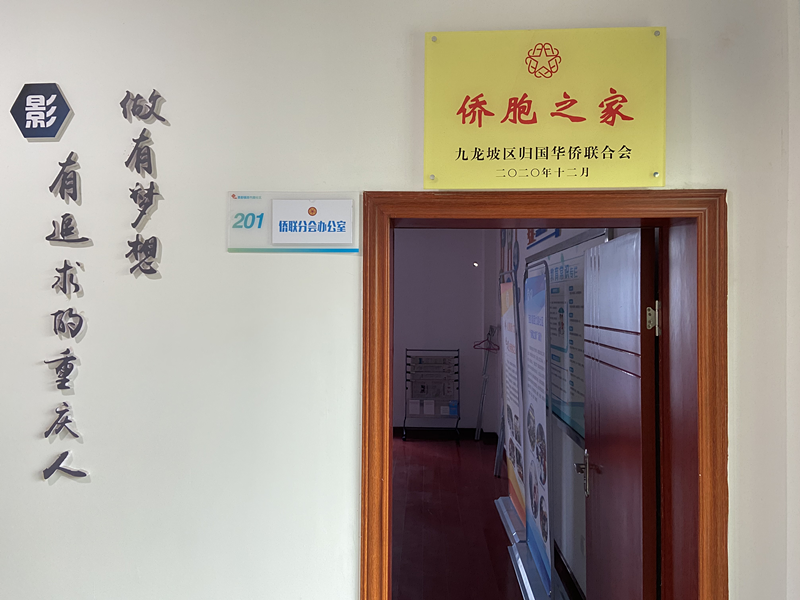 影
做有梦想
有追求的重庆人
侨胞之家
九龙坡区归国华侨联合会
二〇二〇年十二月
201
侨联分会办公室